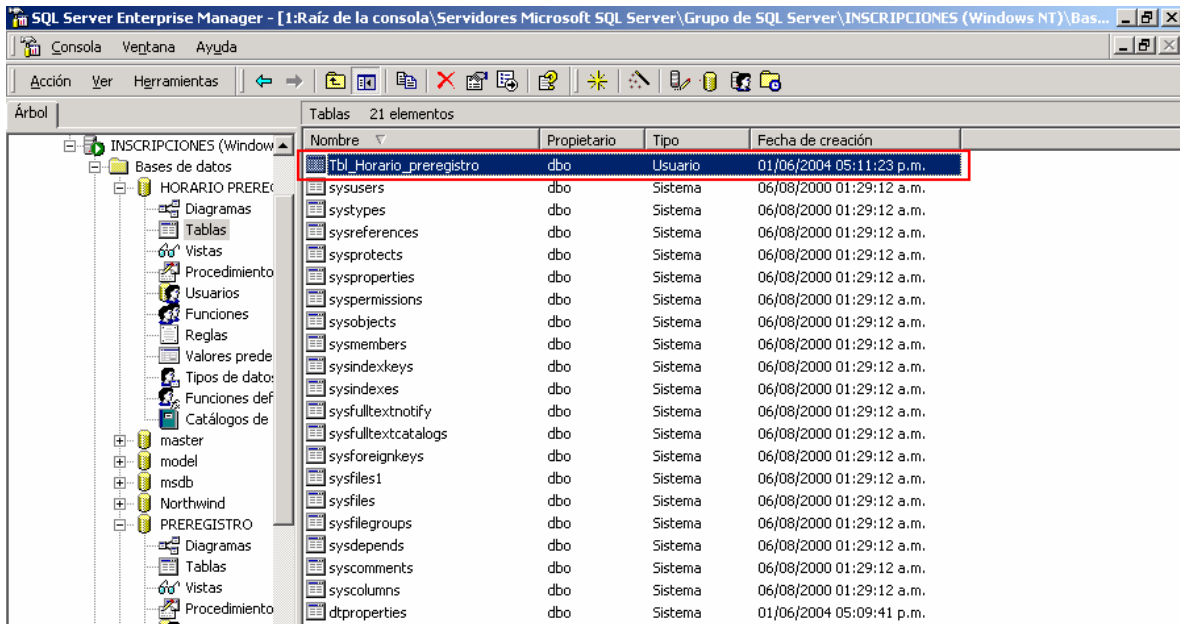 SQL Server Enterprise Manager - [1:Raíz de la consola\Servidores Microsoft SQL Server\Grupo de SQL Server\INSCRIPCIONES (Windows NT)\Bas...
Consola Ventana Ayuda
Acción Ver Herramientas
Árbol
Tablas 21 elementos
INSCRIPCIONES (Window
Bases de datos
HORARIO PREREG
Diagramas
Tablas
Vistas
Procedimiento
Usuarios
Funciones
Reglas
Valores prede
Tipos de datos
Funciones def
Catálogos de
master
model
msdb
Northwind
PREREGISTRO
Diagramas
Tablas
Vistas
Procedimiento
Nombre Propietario Tipo Fecha de creación
Tbl_Horario_preregistro dbo Usuario 01/06/2004 05:11:23 p.m.
sysusers dbo Sistema 06/08/2000 01:29:12 a.m.
systypes dbo Sistema 06/08/2000 01:29:12 a.m.
sysreferences dbo Sistema 06/08/2000 01:29:12 a.m.
sysprotects dbo Sistema 06/08/2000 01:29:12 a.m.
sysproperties dbo Sistema 06/08/2000 01:29:12 a.m.
syspermissions dbo Sistema 06/08/2000 01:29:12 a.m.
sysobjects dbo Sistema 06/08/2000 01:29:12 a.m.
sysmembers dbo Sistema 06/08/2000 01:29:12 a.m.
sysindexkeys dbo Sistema 06/08/2000 01:29:12 a.m.
sysindexes dbo Sistema 06/08/2000 01:29:12 a.m.
sysfulltextnotify dbo Sistema 06/08/2000 01:29:12 a.m.
sysfulltextcatalogs dbo Sistema 06/08/2000 01:29:12 a.m.
sysforeignkeys dbo Sistema 06/08/2000 01:29:12 a.m.
sysfiles1 dbo Sistema 06/08/2000 01:29:12 a.m.
sysfiles dbo Sistema 06/08/2000 01:29:12 a.m.
sysfilegroups dbo Sistema 06/08/2000 01:29:12 a.m.
sysdepends dbo Sistema 06/08/2000 01:29:12 a.m.
syscomments dbo Sistema 06/08/2000 01:29:12 a.m.
syscolumns dbo Sistema 06/08/2000 01:29:12 a.m.
dtproperties dbo Sistema 01/06/2004 05:09:41 p.m.